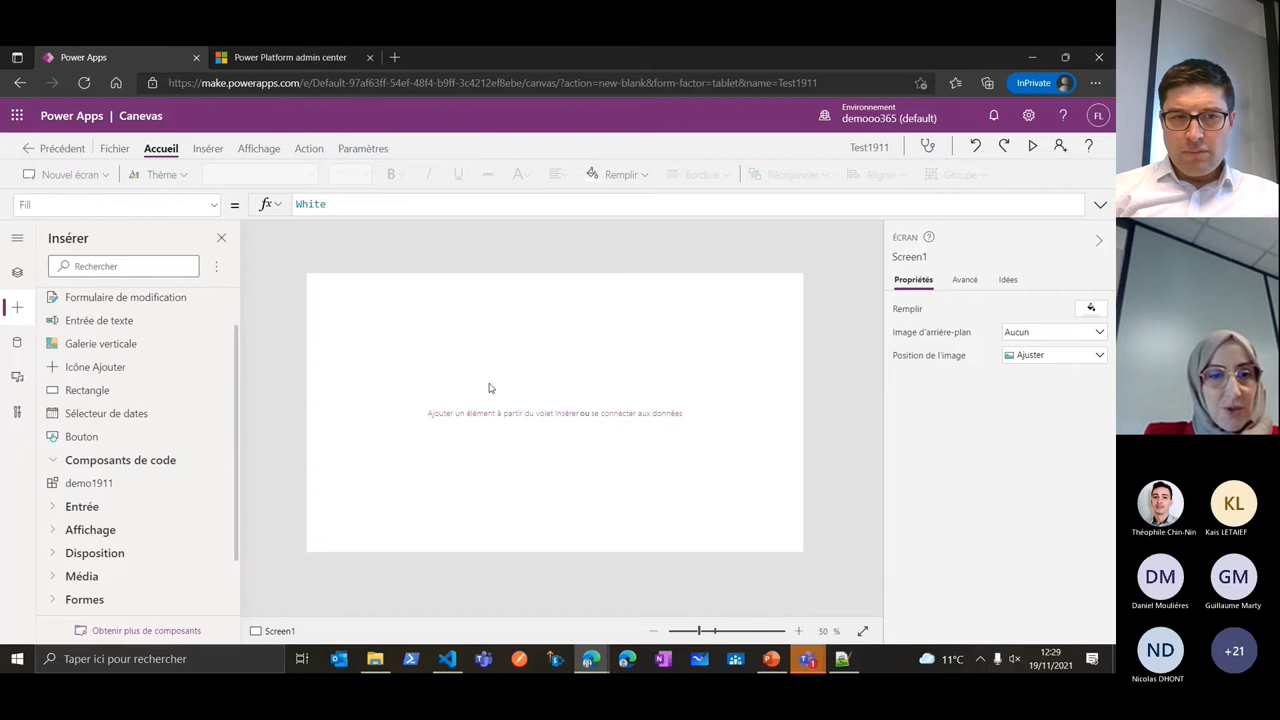 Power Apps
Power Platform admin center
https://make.powerapps.com/e/Default-97af63ff-54ef-48f4-b9ff-3c4212ef8ebe/canvas/?action=new-blank&form-factor=tablet&name=Test1911
InPrivate
Power Apps | Canevas
Environnement
demooo365 (default)
FL
Précédent
Fichier
Accueil
Insérer
Affichage
Action
Paramètres
Test1911
Nouvel écran
Thème
Remplir
Bordure
Réorganiser
Aligner
Groupe
Fill
=
fx
White
Insérer
Rechercher
Formulaire de modification
Entrée de texte
Galerie verticale
Icône Ajouter
Rectangle
Sélecteur de dates
Bouton
Composants de code
demo1911
Entrée
Affichage
Disposition
Média
Formes
Obtenir plus de composants
Ajouter un élément à partir du volet Insérer ou se connecter aux données
ÉCRAN
Screen1
Propriétés
Avancé
Idées
Remplir
Image d'arrière-plan
Aucun
Position de l'image
Ajuster
Screen1
50 %
Taper ici pour rechercher
11°C
12:29
19/11/2021
Théophile Chin-Nin
KL
Kais LETAIEF
DM
Daniel Moulières
GM
Guillaume Marty
ND
Nicolas DHONT
+21